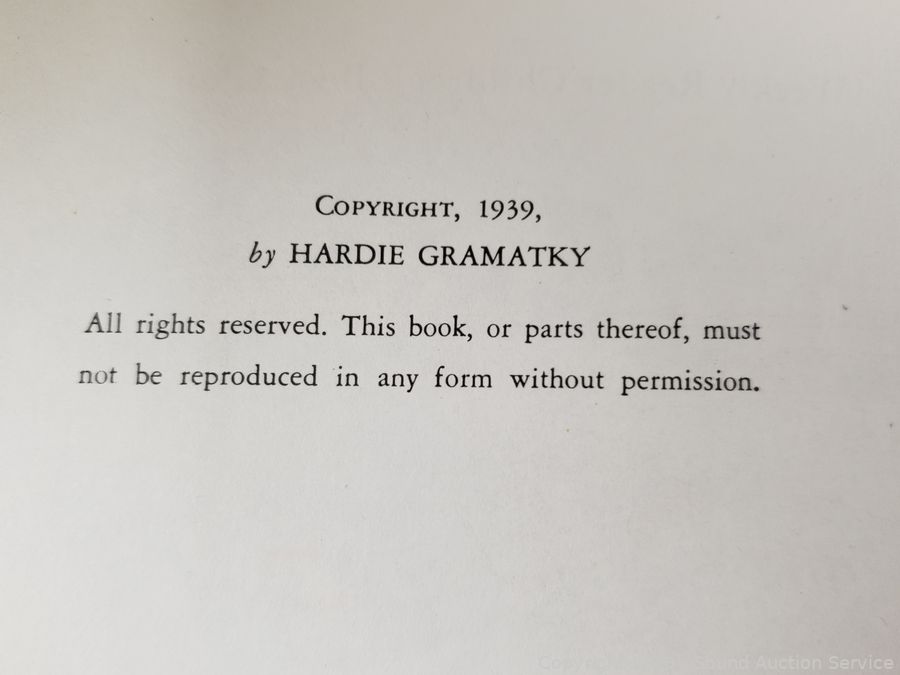 COPYRIGHT, 1939,
by HARDIE GRAMATKY
All rights reserved. This book, or parts thereof, must
not be reproduced in any form without permission.
Sound Auction Service